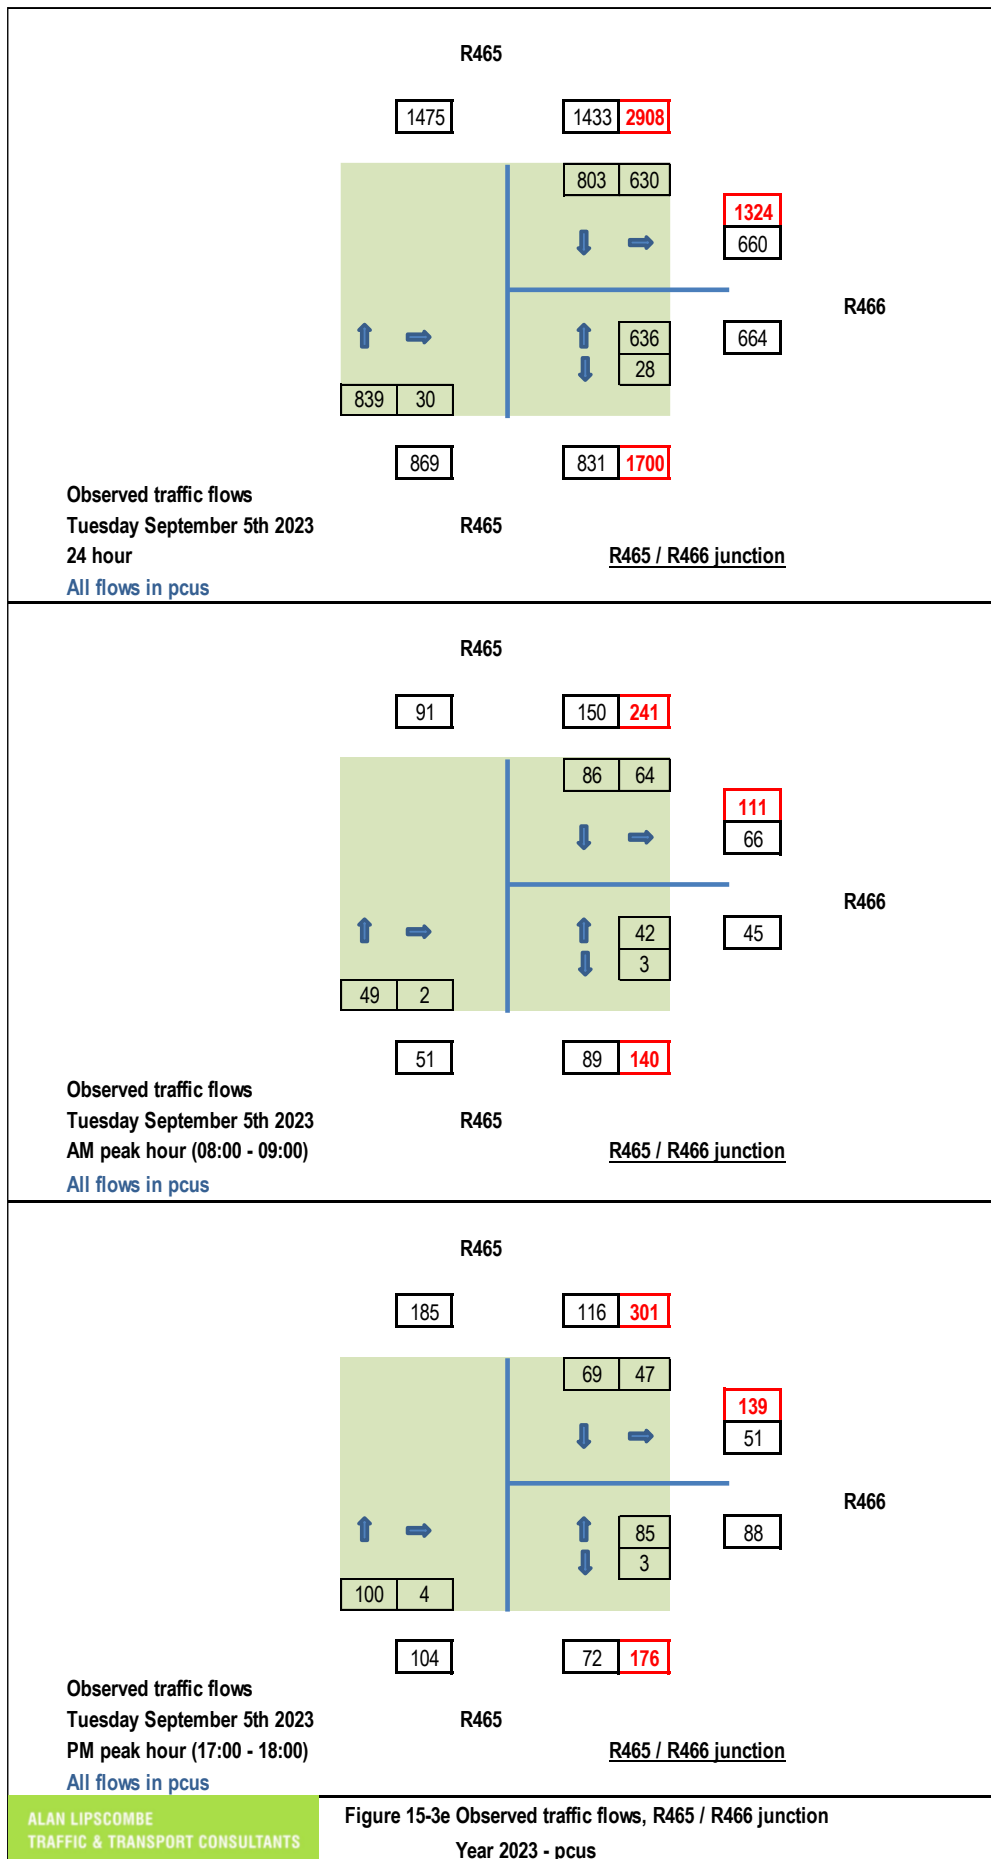 R465
1475 1433 2908
803 630
1324
660
R466
636 664
28
839 30
869 831 1700
Observed traffic flows
Tuesday September 5th 2023 R465
24 hour R465 / R466 junction
All flows in pcus
R465
91 150 241
86 64
111
66
R466
42 45
3
49 2
51 89 140
Observed traffic flows
Tuesday September 5th 2023 R465
AM peak hour (08:00 - 09:00) R465 / R466 junction
All flows in pcus
R465
185 116 301
69 47
139
51
R466
85 88
3
100 4
104 72 176
Observed traffic flows
Tuesday September 5th 2023 R465
PM peak hour (17:00 - 18:00) R465 / R466 junction
All flows in pcus
ALAN LIPSCOMBE
TRAFFIC & TRANSPORT CONSULTANTS
Figure 15-3e Observed traffic flows, R465 / R466 junction
Year 2023 - pcus